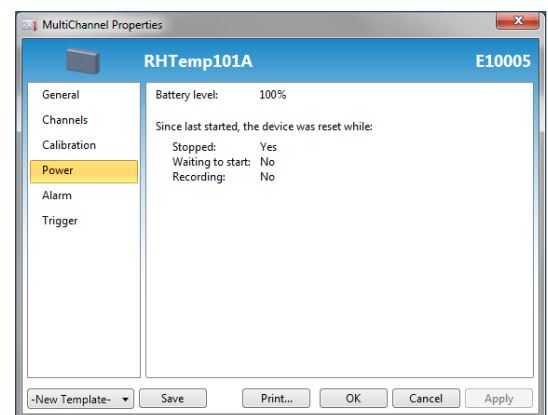 MultiChannel Properties
RHTemp101A E10005
General
Channels
Calibration
Power
Alarm
Trigger
Battery level: 100%
Since last started, the device was reset while:
Stopped: Yes
Waiting to start: No
Recording: No
-New Template- Save Print... OK Cancel Apply